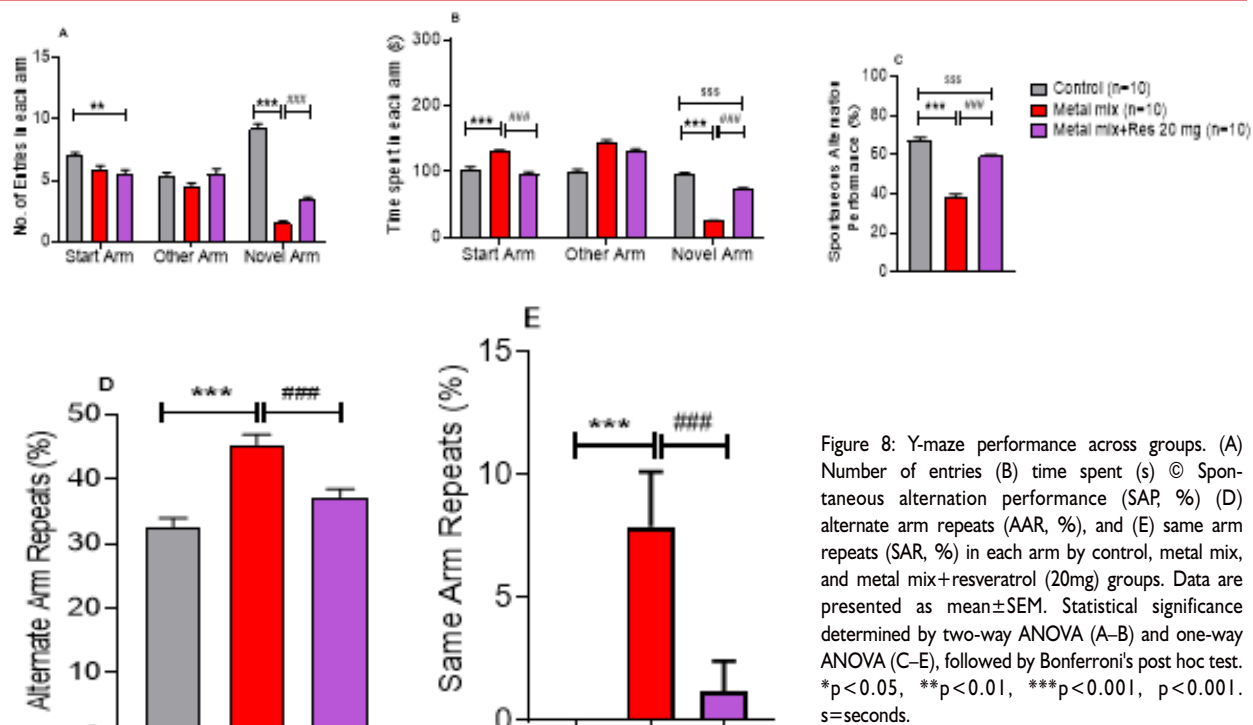 A
No. of Entries in each arm
15
10
5
0
**
***
###
Start Arm Other Arm Novel Arm
B
Time spent in each arm (s)
300
200
100
0
***
###
$$$
***
###
Start Arm Other Arm Novel Arm
C
Spontaneous Alternation
Performance (%)
100
80
60
40
20
0
$$$
***
###
Control (n=10)
Metal mix (n=10)
Metal mix+Res 20 mg (n=10)
D
Alternate Arm Repeats (%)
50
40
30
20
10
***
###
E
Same Arm Repeats (%)
15
10
5
0
***
###
Figure 8: Y-maze performance across groups. (A)
Number of entries (B) time spent (s) © Spon-
taneous alternation performance (SAP, %) (D)
alternate arm repeats (AAR, %), and (E) same arm
repeats (SAR, %) in each arm by control, metal mix,
and metal mix+resveratrol (20mg) groups. Data are
presented as mean±SEM. Statistical significance
determined by two-way ANOVA (A–B) and one-way
ANOVA (C–E), followed by Bonferroni's post hoc test.
*p<0.05, **p<0.01, ***p<0.001, p<0.001.
s=seconds.